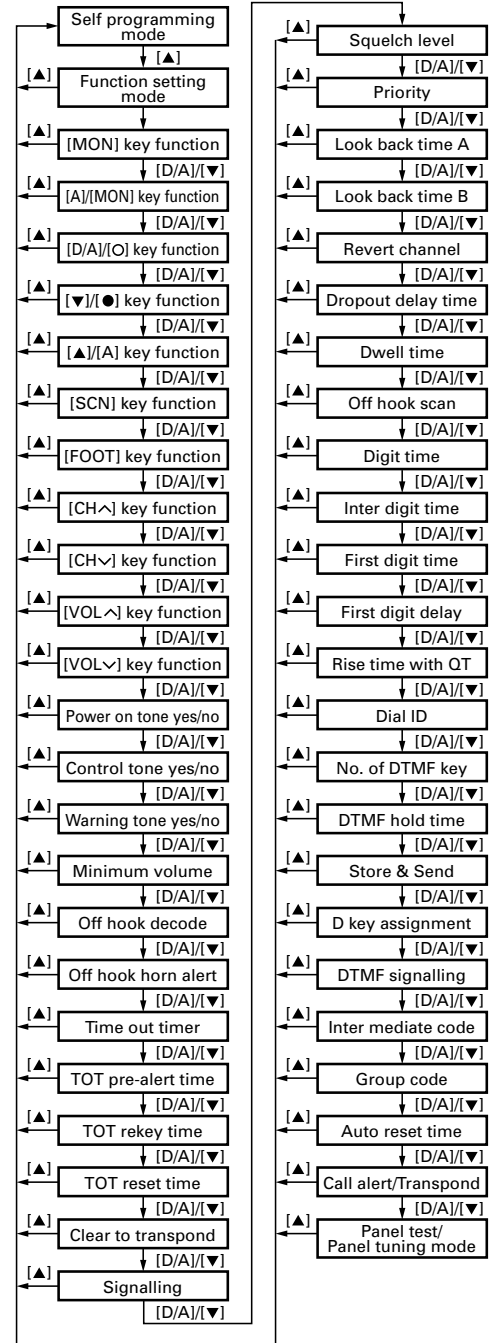 Self programming
mode
[▲]
[▲] Function setting
mode
[▲] [MON] key function
[D/A]/[▼]
[▲] [A]/[MON] key function
[D/A]/[▼]
[▲] [D/A]/[O] key function
[D/A]/[▼]
[▲] [▼]/[●] key function
[D/A]/[▼]
[▲] [▲]/[A] key function
[D/A]/[▼]
[▲] [SCN] key function
[D/A]/[▼]
[▲] [FOOT] key function
[D/A]/[▼]
[▲] [CH︿] key function
[D/A]/[▼]
[▲] [CH﹀] key function
[D/A]/[▼]
[▲] [VOL︿] key function
[D/A]/[▼]
[▲] [VOL﹀] key function
[D/A]/[▼]
[▲] Power on tone yes/no
[D/A]/[▼]
[▲] Control tone yes/no
[D/A]/[▼]
[▲] Warning tone yes/no
[D/A]/[▼]
[▲] Minimum volume
[D/A]/[▼]
[▲] Off hook decode
[D/A]/[▼]
[▲] Off hook horn alert
[D/A]/[▼]
[▲] Time out timer
[D/A]/[▼]
[▲] TOT pre-alert time
[D/A]/[▼]
[▲] TOT rekey time
[D/A]/[▼]
[▲] TOT reset time
[D/A]/[▼]
[▲] Clear to transpond
[D/A]/[▼]
[▲] Signalling
[D/A]/[▼]
[▲] Squelch level
[D/A]/[▼]
[▲] Priority
[D/A]/[▼]
[▲] Look back time A
[D/A]/[▼]
[▲] Look back time B
[D/A]/[▼]
[▲] Revert channel
[D/A]/[▼]
[▲] Dropout delay time
[D/A]/[▼]
[▲] Dwell time
[D/A]/[▼]
[▲] Off hook scan
[D/A]/[▼]
[▲] Digit time
[D/A]/[▼]
[▲] Inter digit time
[D/A]/[▼]
[▲] First digit time
[D/A]/[▼]
[▲] First digit delay
[D/A]/[▼]
[▲] Rise time with QT
[D/A]/[▼]
[▲] Dial ID
[D/A]/[▼]
[▲] No. of DTMF key
[D/A]/[▼]
[▲] DTMF hold time
[D/A]/[▼]
[▲] Store & Send
[D/A]/[▼]
[▲] D key assignment
[D/A]/[▼]
[▲] DTMF signalling
[D/A]/[▼]
[▲] Inter mediate code
[D/A]/[▼]
[▲] Group code
[D/A]/[▼]
[▲] Auto reset time
[D/A]/[▼]
[▲] Call alert/Transpond
[D/A]/[▼]
[▲] Panel test/
Panel tuning mode